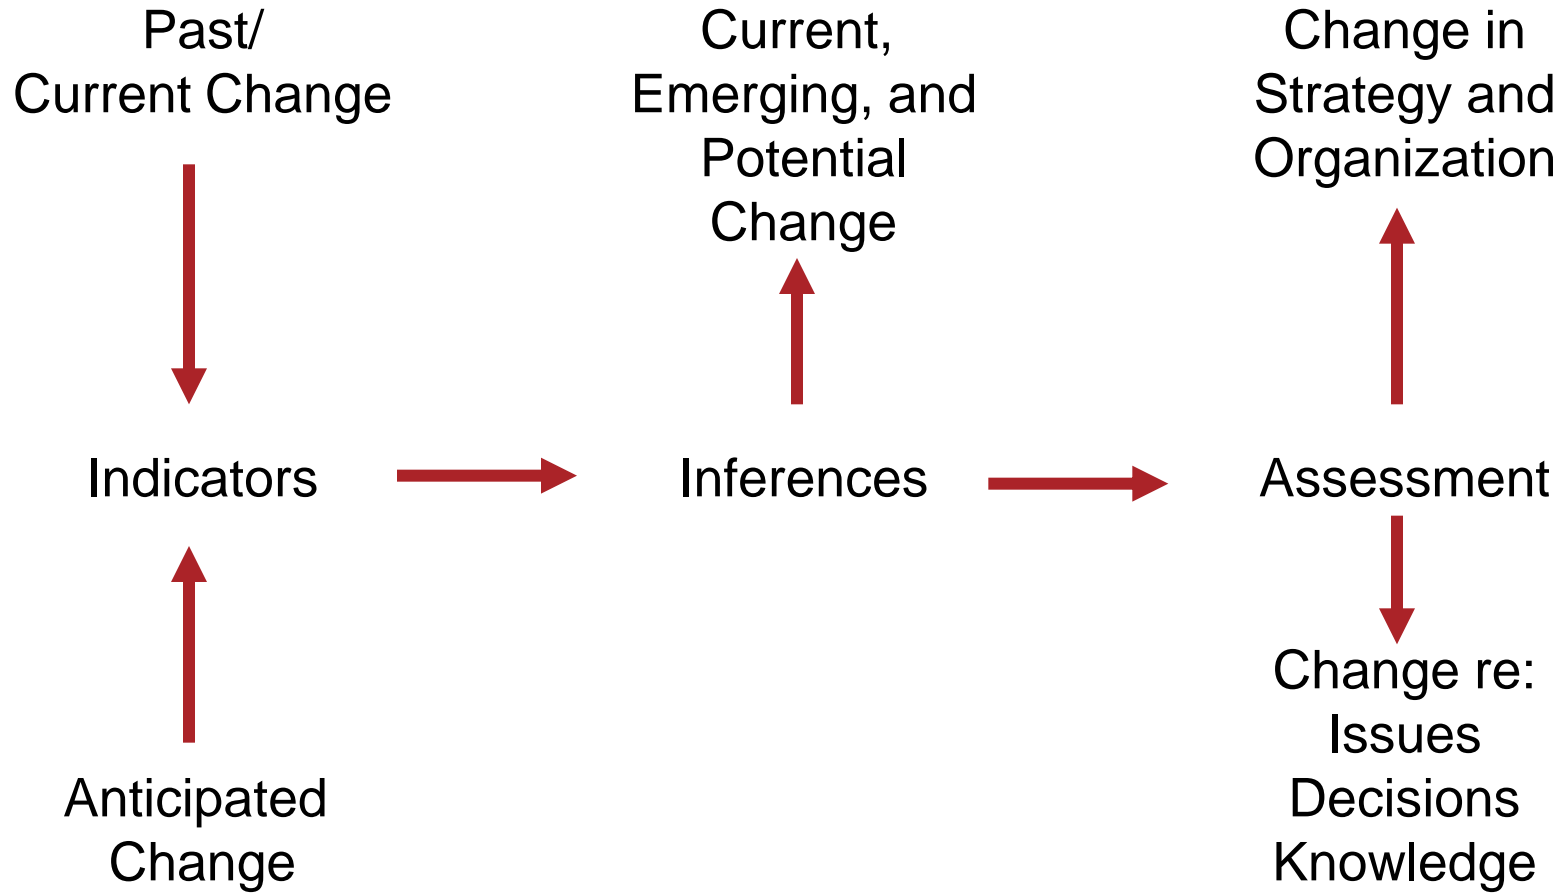 Past/
Current Change
Current,
Emerging, and
Potential
Change
Change in
Strategy and
Organization
Indicators
Inferences
Assessment
Anticipated
Change
Change re:
Issues
Decisions
Knowledge